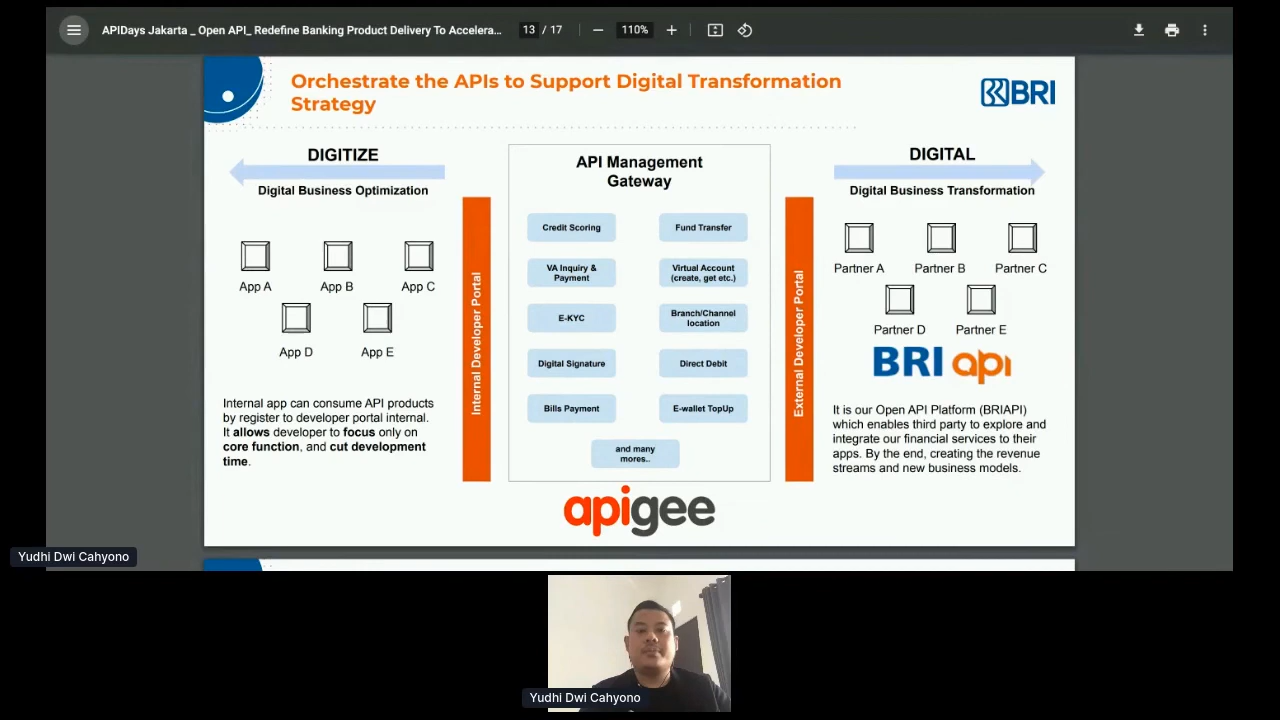 APIDays Jakarta _ Open API_ Redefine Banking Product Delivery To Accelera...
13 / 17
110%
Orchestrate the APIs to Support Digital Transformation
Strategy
BRI
DIGITIZE
Digital Business Optimization
App A
App B
App C
App D
App E
Internal app can consume API products
by register to developer portal internal.
It allows developer to focus only on
core function, and cut development
time.
Internal Developer Portal
API Management
Gateway
Credit Scoring
Fund Transfer
VA Inquiry &
Payment
Virtual Account
(create, get etc.)
E-KYC
Branch/Channel
location
Digital Signature
Direct Debit
Bills Payment
E-wallet TopUp
and many
mores..
apigee
External Developer Portal
DIGITAL
Digital Business Transformation
Partner A
Partner B
Partner C
Partner D
Partner E
BRI api
It is our Open API Platform (BRIAPI)
which enables third party to explore and
integrate our financial services to their
apps. By the end, creating the revenue
streams and new business models.
Yudhi Dwi Cahyono
Yudhi Dwi Cahyono